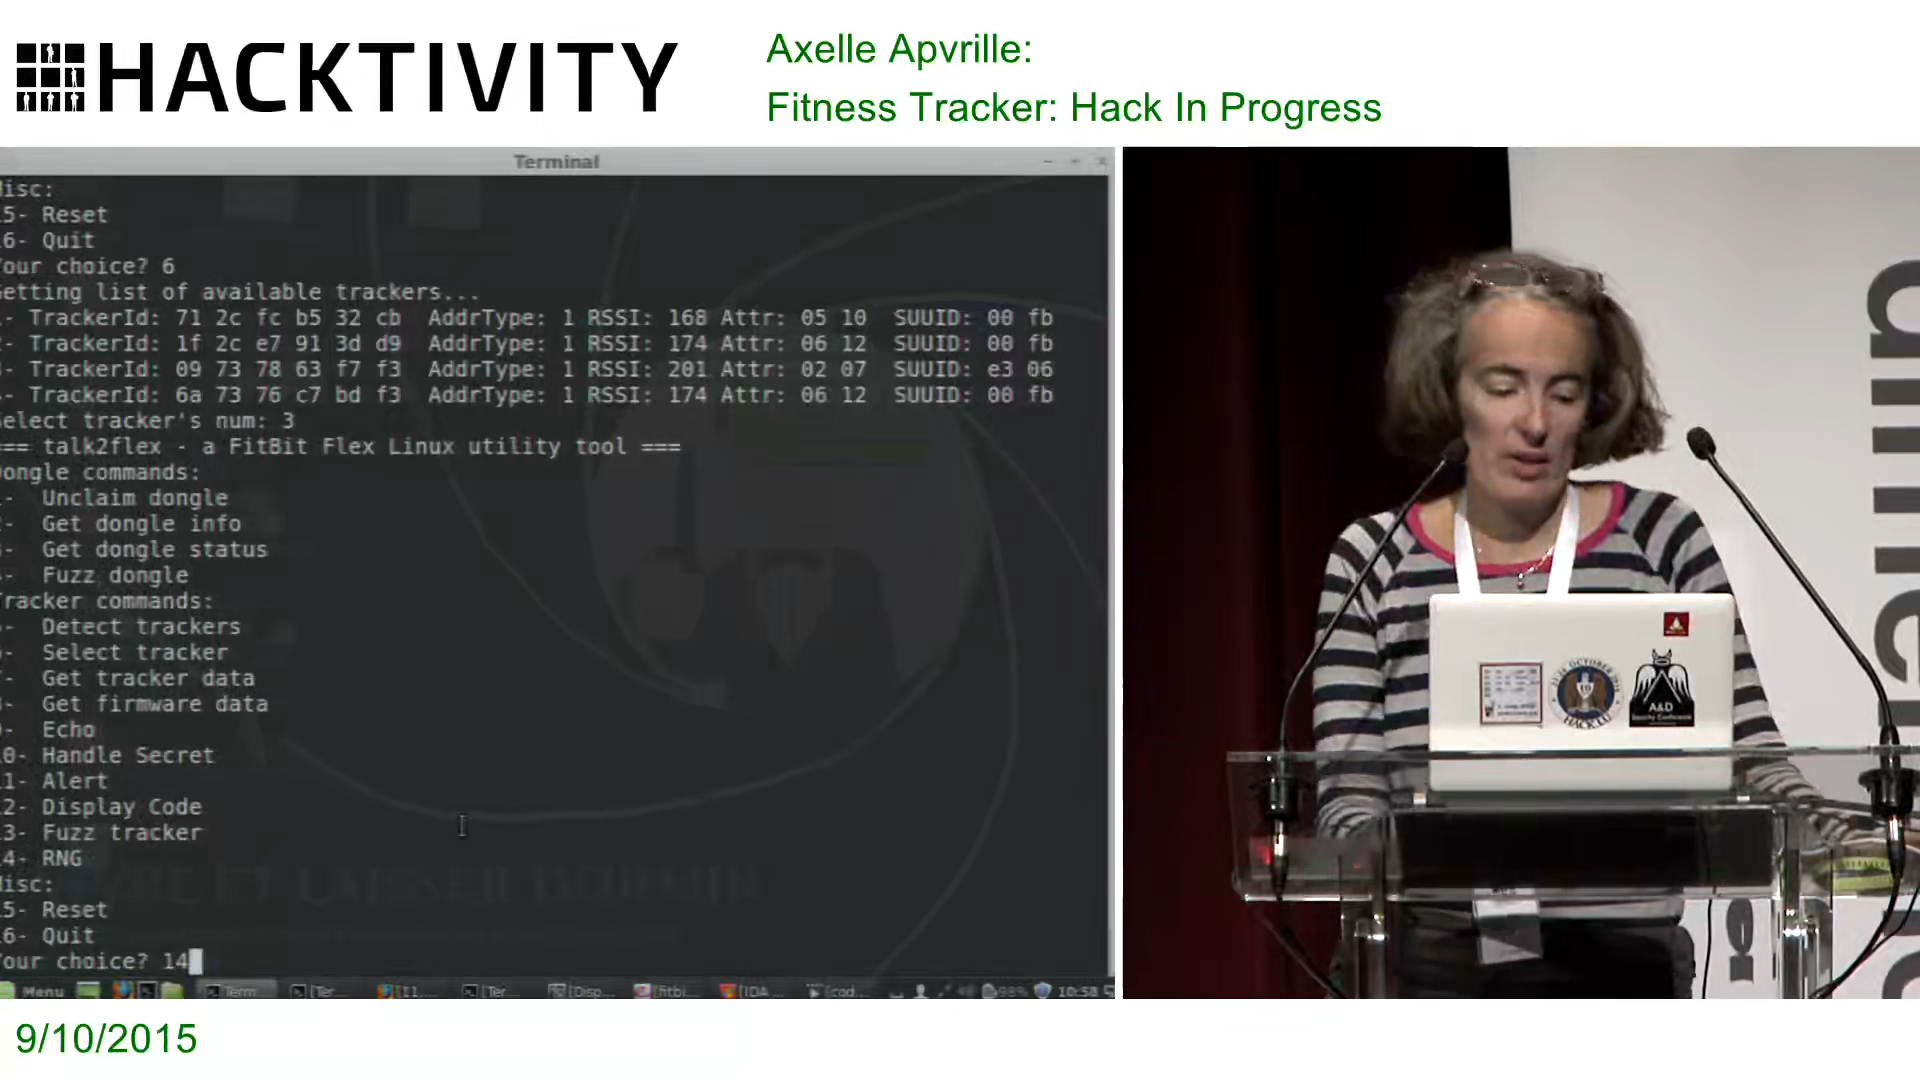 HACKTIVITY
Axelle Apvrille:
Fitness Tracker: Hack In Progress
Terminal
isc:
5- Reset
6- Quit
our choice? 6
etting list of available trackers...
- TrackerId: 71 2c fc b5 32 cb  AddrType: 1 RSSI: 168 Attr: 05 10  SUUID: 00 fb
- TrackerId: 1f 2c e7 91 3d d9  AddrType: 1 RSSI: 174 Attr: 06 12  SUUID: 00 fb
- TrackerId: 09 73 78 63 f7 f3  AddrType: 1 RSSI: 201 Attr: 02 07  SUUID: e3 06
- TrackerId: 6a 73 76 c7 bd f3  AddrType: 1 RSSI: 174 Attr: 06 12  SUUID: 00 fb
elect tracker's num: 3
== talk2flex - a FitBit Flex Linux utility tool ===
ongle commands:
-  Unclaim dongle
-  Get dongle info
-  Get dongle status
-  Fuzz dongle
racker commands:
-  Detect trackers
-  Select tracker
-  Get tracker data
-  Get firmware data
-  Echo
0- Handle Secret
1- Alert
2- Display Code
3- Fuzz tracker
4- RNG
isc:
5- Reset
6- Quit
our choice? 14
Menu
98%
10:58
HACK.LU
A&D
Security Conference
9/10/2015